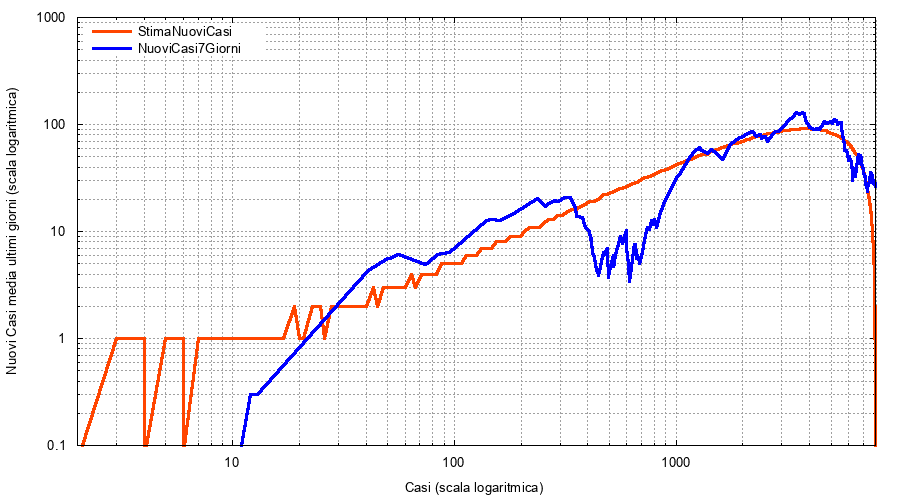 1000
StimaNuoviCasi
NuoviCasi7Giorni
100
10
1
0.1
Nuovi Casi media ultimi giorni (scala logaritmica)
10
100
1000
Casi (scala logaritmica)